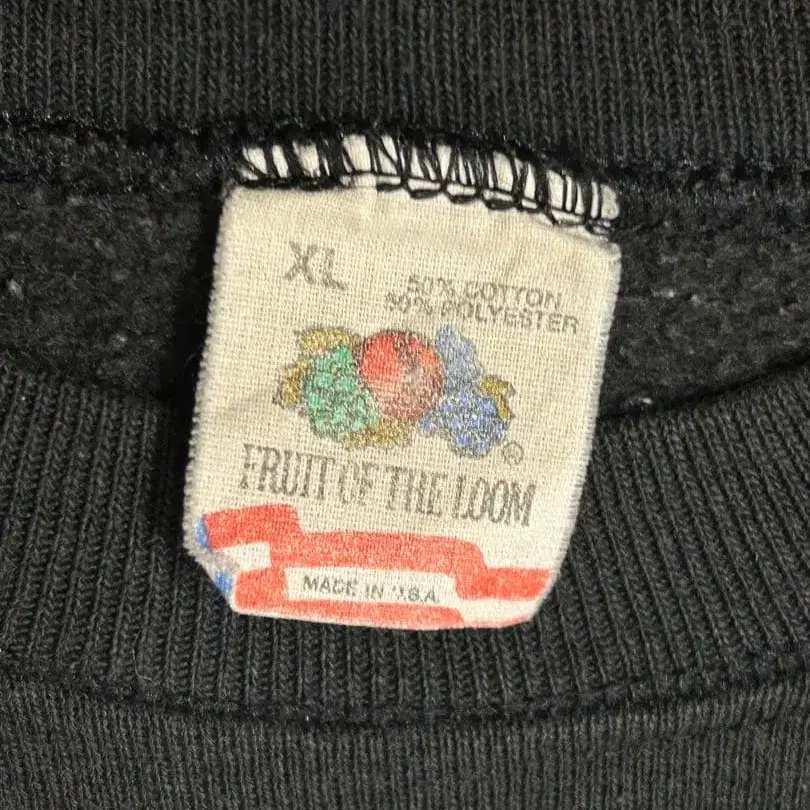 XL
50% COTTON
50% POLYESTER
®
FRUIT OF THE LOOM
MADE IN U.S.A.